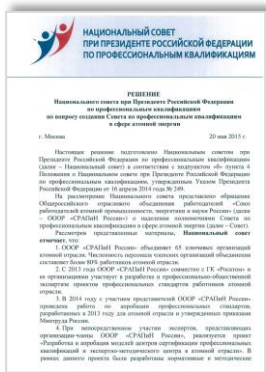 НАЦИОНАЛЬНЫЙ СОВЕТ
ПРИ ПРЕЗИДЕНТЕ РОССИЙСКОЙ ФЕДЕРАЦИИ
ПО ПРОФЕССИОНАЛЬНЫМ КВАЛИФИКАЦИЯМ
РЕШЕНИЕ
Национального совета при Президенте Российской Федерации
по профессиональным квалификациям
по вопросу создания Совета по профессиональным квалификациям
в сфере атомной энергии
г. Москва 20 мая 2015 г.
Настоящее решение подготовлено Национальным советом при
Президенте Российской Федерации по профессиональным квалификациям
(далее – Национальный совет) в соответствии с подпунктом «б» пункта 4
Положения о Национальном совете при Президенте Российской Федерации
по профессиональным квалификациям, утвержденным Указом Президента
Российской Федерации от 16 апреля 2014 года № 249.
На рассмотрение Национального совета представлено обращение
Общероссийского отраслевого объединения работодателей «Союз
работодателей атомной промышленности, энергетики и науки России» (далее
– ОООР «СРАПиН России») о наделении полномочиями Совета по
профессиональным квалификациям в сфере атомной энергии (далее – Совет).
Рассмотрев представленные материалы, Национальный совет
отмечает, что:
1. ОООР «СРАПиН России» объединяет 65 ключевых организаций
атомной отрасли. Численность персонала членских организаций объединения
составляет более 80% работников атомной отрасли.
2. С 2013 года ОООР «СРАПиН России» совместно с ГК «Росатом» и
ее организациями участвует в разработке и профессионально-общественной
экспертизе проектов профессиональных стандартов работников атомной
отрасли.
3. В 2014 году с участием представителей ОООР «СРАПиН России»
проведена работа по апробации профессиональных стандартов,
разработанных в 2013 году для атомной отрасли и утвержденных приказами
Минтруда России.
4. При непосредственном участии экспертов, представляющих
организации-члены ОООР «СРАПиН России», реализуется проект
«Разработка и апробация моделей центров сертификации профессиональных
квалификаций и экспертно-методического центра в атомной отрасли». В
рамках данного проекта были разработаны нормативные и методические